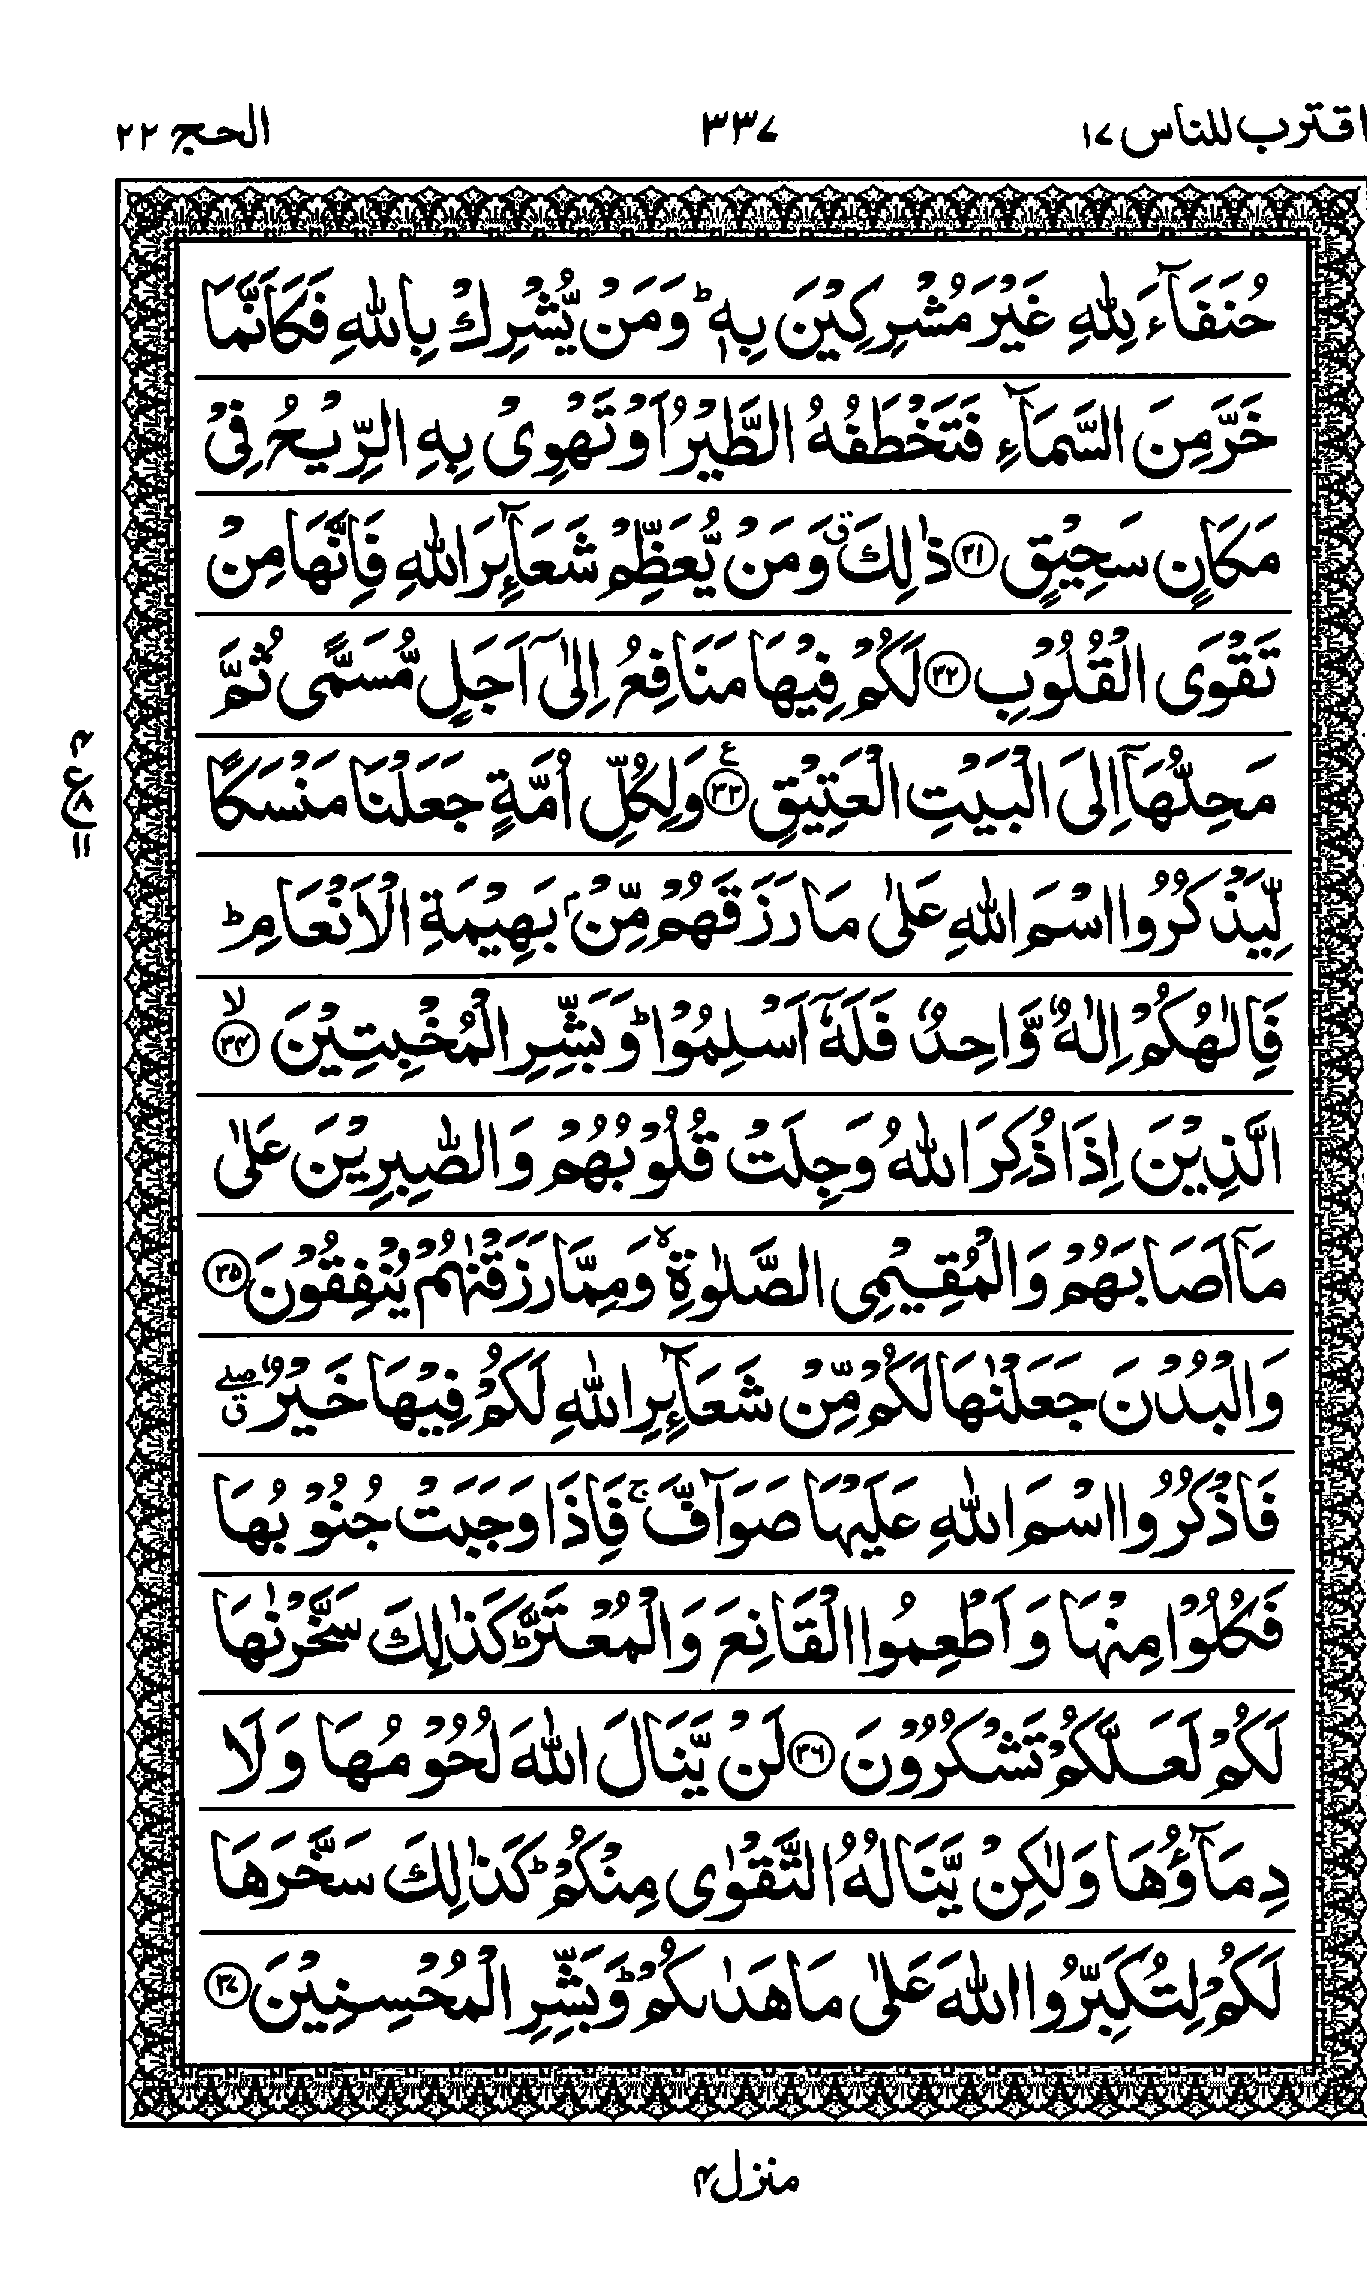 اقترب للناس ١٧ ٣٣٧ الحج ٢٢
حُنَفَآءَ لِلّٰهِ غَيْرَ مُشْرِكِيْنَ بِهٖ ؕ وَمَنْ يُّشْرِكْ بِاللّٰهِ فَكَاَنَّمَا
خَرَّ مِنَ السَّمَآءِ فَتَخْطَفُهُ الطَّيْرُ اَوْ تَهْوِىْ بِهِ الرِّيْحُ فِىْ
مَكَانٍ سَحِيْقٍ ﴿٣١﴾ ذٰلِكَ ۗ وَمَنْ يُّعَظِّمْ شَعَآئِرَ اللّٰهِ فَاِنَّهَا مِنْ
تَقْوَى الْقُلُوْبِ ﴿٣٢﴾ لَكُمْ فِيْهَا مَنَافِعُ اِلٰٓى اَجَلٍ مُّسَمًّى ثُمَّ
مَحِلُّهَآ اِلَى الْبَيْتِ الْعَتِيْقِ ﴿٣٣﴾ ع وَلِكُلِّ اُمَّةٍ جَعَلْنَا مَنْسَكًا
لِّيَذْكُرُوا اسْمَ اللّٰهِ عَلٰى مَا رَزَقَهُمْ مِّنْۢ بَهِيْمَةِ الْاَنْعَامِ ؕ
فَاِلٰهُكُمْ اِلٰهٌ وَّاحِدٌ فَلَهٗٓ اَسْلِمُوْا ؕ وَبَشِّرِ الْمُخْبِتِيْنَ ﴿٣٤﴾ ۙ
الَّذِيْنَ اِذَا ذُكِرَ اللّٰهُ وَجِلَتْ قُلُوْبُهُمْ وَالصّٰبِرِيْنَ عَلٰى
مَآ اَصَابَهُمْ وَالْمُقِيْمِى الصَّلٰوةِ ۙ وَمِمَّا رَزَقْنٰهُمْ يُنْفِقُوْنَ ﴿٣٥﴾
وَالْبُدْنَ جَعَلْنٰهَا لَكُمْ مِّنْ شَعَآئِرِ اللّٰهِ لَكُمْ فِيْهَا خَيْرٌ ۖ ق
فَاذْكُرُوا اسْمَ اللّٰهِ عَلَيْهَا صَوَآفَّ ۚ فَاِذَا وَجَبَتْ جُنُوْبُهَا
فَكُلُوْا مِنْهَا وَاَطْعِمُوا الْقَانِعَ وَالْمُعْتَرَّ ؕ كَذٰلِكَ سَخَّرْنٰهَا
لَكُمْ لَعَلَّكُمْ تَشْكُرُوْنَ ﴿٣٦﴾ لَنْ يَّنَالَ اللّٰهَ لُحُوْمُهَا وَلَا
دِمَآؤُهَا وَلٰكِنْ يَّنَالُهُ التَّقْوٰى مِنْكُمْ ؕ كَذٰلِكَ سَخَّرَهَا
لَكُمْ لِتُكَبِّرُوا اللّٰهَ عَلٰى مَا هَدٰىكُمْ ؕ وَبَشِّرِ الْمُحْسِنِيْنَ ﴿٣٧﴾
منزل ٤